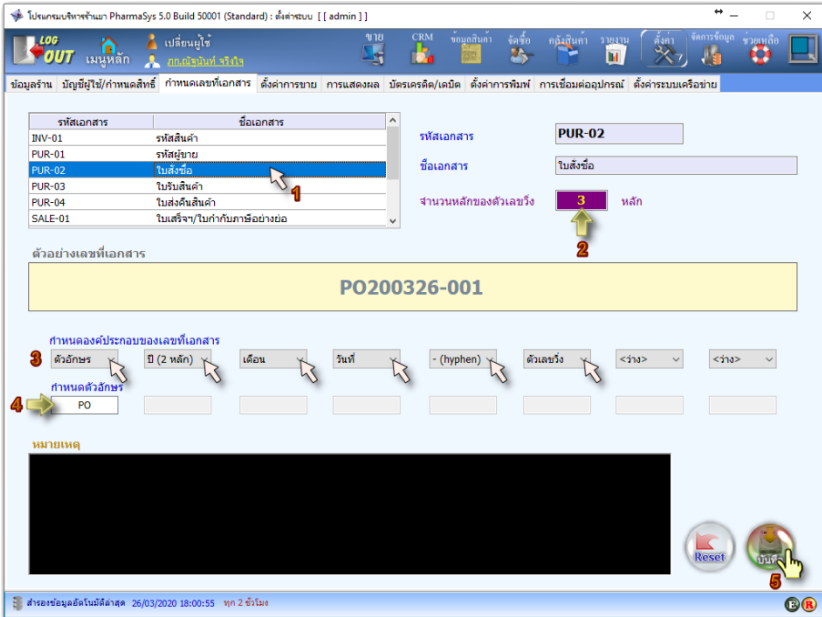 โปรแกรมบริหารร้านยา PharmaSys 5.0 Build 50001 (Standard) : ตั้งค่าระบบ [ [ admin ] ]
LOG OUT
เมนูหลัก
เปลี่ยนผู้ใช้
ภก.ณัฐนันท์ จริงใจ
ขาย CRM ข้อมูลสินค้า จัดซื้อ คลังสินค้า รายงาน ตั้งค่า จัดการข้อมูล ช่วยเหลือ
ข้อมูลร้าน บัญชีผู้ใช้/กำหนดสิทธิ์ กำหนดเลขที่เอกสาร ตั้งค่าการขาย การแสดงผล บัตรเครดิต/เดบิต ตั้งค่าการพิมพ์ การเชื่อมต่ออุปกรณ์ ตั้งค่าระบบเครือข่าย
รหัสเอกสาร ชื่อเอกสาร
INV-01 รหัสสินค้า
PUR-01 รหัสผู้ขาย
PUR-02 ใบสั่งซื้อ
PUR-03 ใบรับสินค้า
PUR-04 ใบส่งคืนสินค้า
SALE-01 ใบเสร็จฯ/ใบกำกับภาษีอย่างย่อ
1
รหัสเอกสาร PUR-02
ชื่อเอกสาร ใบสั่งซื้อ
จำนวนหลักของตัวเลขวิ่ง 3 หลัก
2
ตัวอย่างเลขที่เอกสาร
PO200326-001
กำหนดองค์ประกอบของเลขที่เอกสาร
3 ตัวอักษร ปี (2 หลัก) เดือน วันที่ - (hyphen) ตัวเลขวิ่ง <ว่าง> <ว่าง>
กำหนดตัวอักษร
4 PO
หมายเหตุ
Reset บันทึก
5
สำรองข้อมูลอัตโนมัติล่าสุด 26/03/2020 18:00:55 ทุก 2 ชั่วโมง
E R